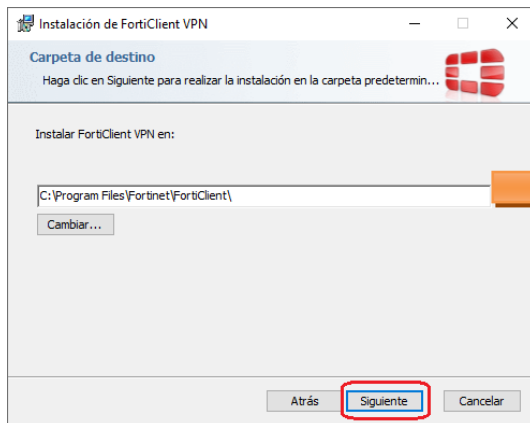 Instalación de FortiClient VPN
Carpeta de destino
Haga clic en Siguiente para realizar la instalación en la carpeta predetermin...
Instalar FortiClient VPN en:
C:\Program Files\Fortinet\FortiClient\
Cambiar...
Atrás Siguiente Cancelar